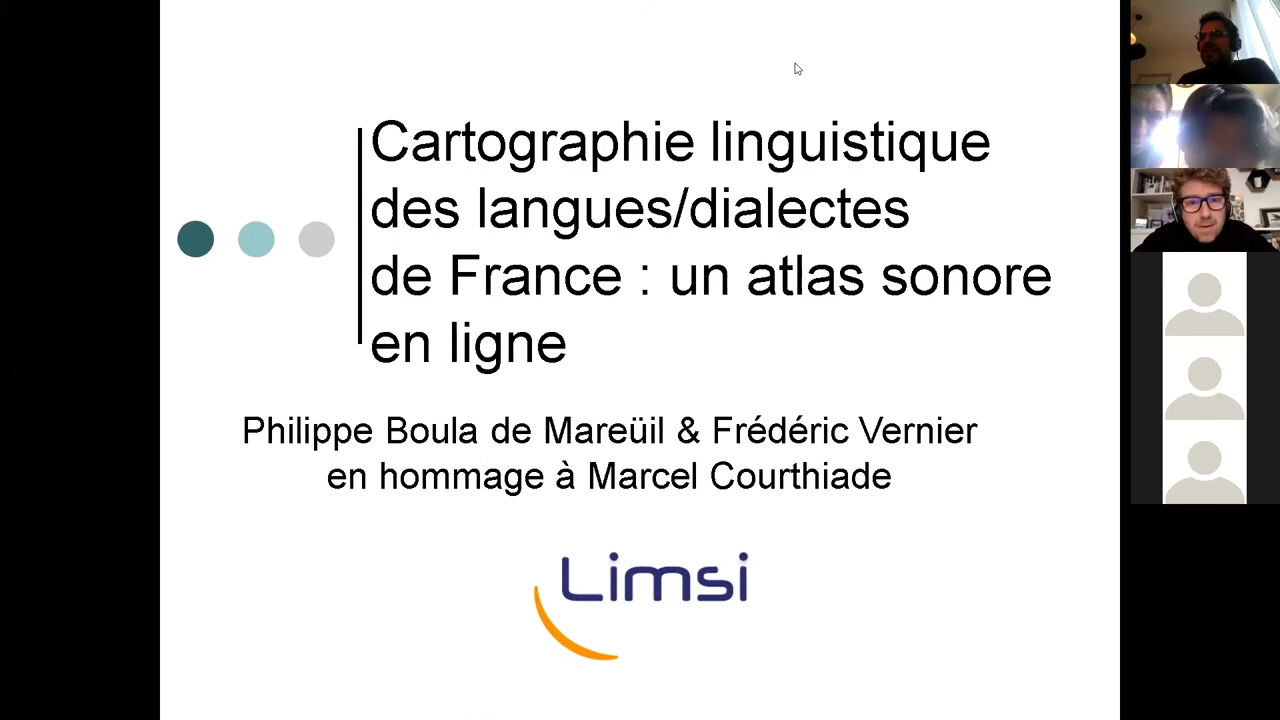 Cartographie linguistique
des langues/dialectes
de France : un atlas sonore
en ligne
Philippe Boula de Mareüil & Frédéric Vernier
en hommage à Marcel Courthiade
Limsi